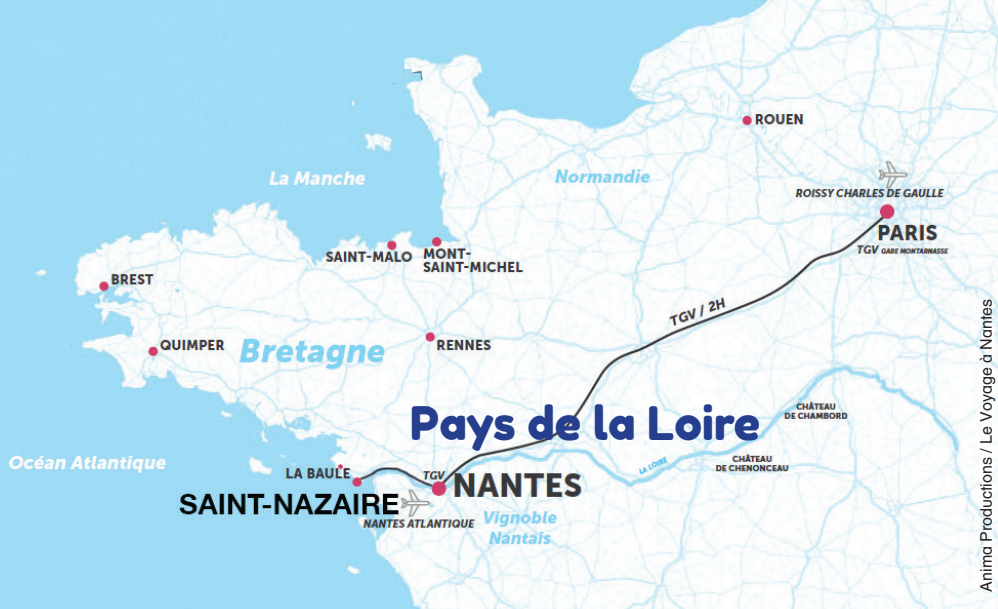 ROUEN
La Manche
Normandie
ROISSY CHARLES DE GAULLE
PARIS
TGV GARE MONTARNASSE
SAINT-MALO
MONT-
SAINT-MICHEL
BREST
TGV / 2H
QUIMPER
Bretagne
RENNES
CHÂTEAU
DE CHAMBORD
Pays de la Loire
Océan Atlantique
LA BAULE
TGV
LA LOIRE
CHÂTEAU
DE CHENONCEAU
NANTES
SAINT-NAZAIRE
NANTES ATLANTIQUE
Vignoble
Nantais
Anima Productions / Le Voyage à Nantes